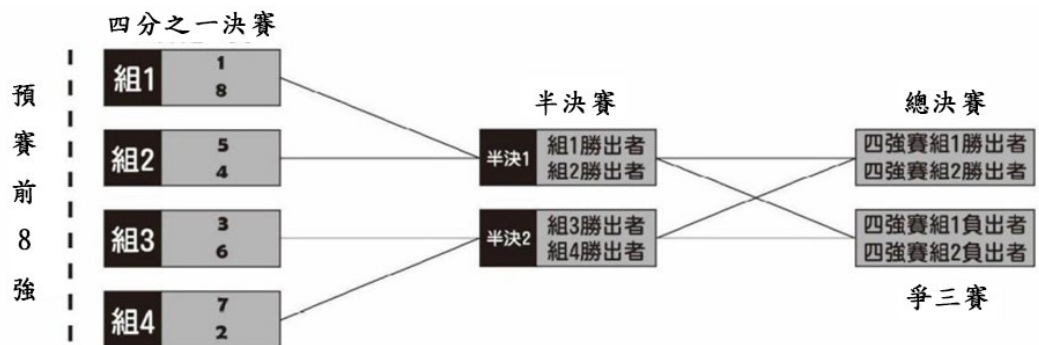 預賽前8強
四分之一決賽
組1
1
8
組2
5
4
組3
3
6
組4
7
2
半決賽
半決1
組1勝出者
組2勝出者
半決2
組3勝出者
組4勝出者
總決賽
四強賽組1勝出者
四強賽組2勝出者
四強賽組1負出者
四強賽組2負出者
爭三賽